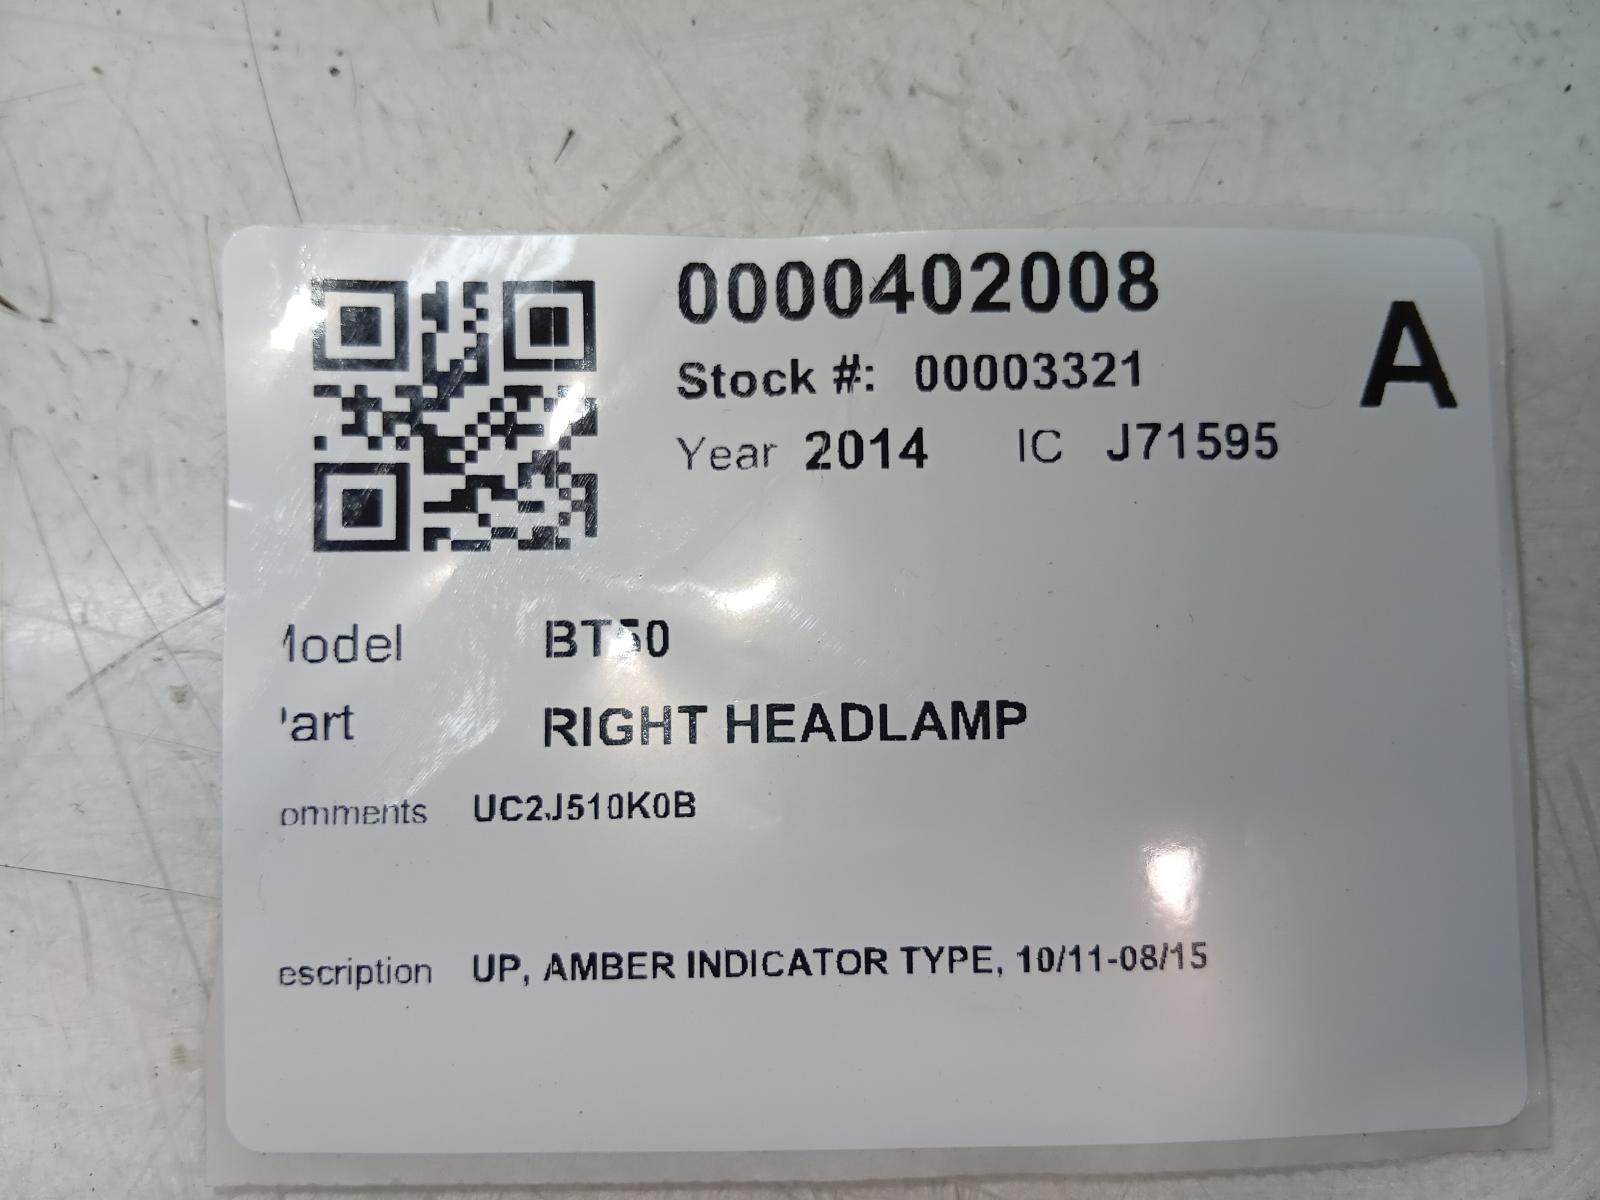 0000402008
A
Stock #: 00003321
Year 2014 IC J71595
Model BT50
Part RIGHT HEADLAMP
omments UC2J510K0B
escription UP, AMBER INDICATOR TYPE, 10/11-08/15